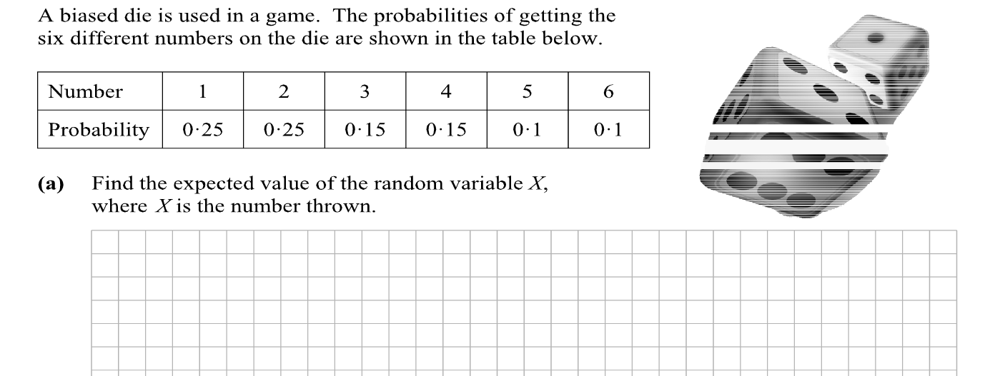 A biased die is used in a game. The probabilities of getting the
six different numbers on the die are shown in the table below.
Number 1 2 3 4 5 6
Probability 0·25 0·25 0·15 0·15 0·1 0·1
(a) Find the expected value of the random variable X,
where X is the number thrown.